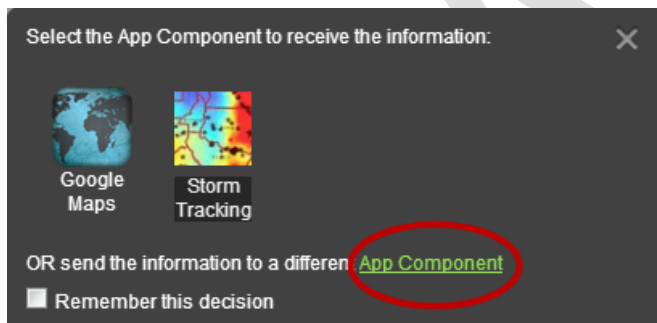 Select the App Component to receive the information:
Google
Maps
Storm
Tracking
OR send the information to a different App Component
Remember this decision